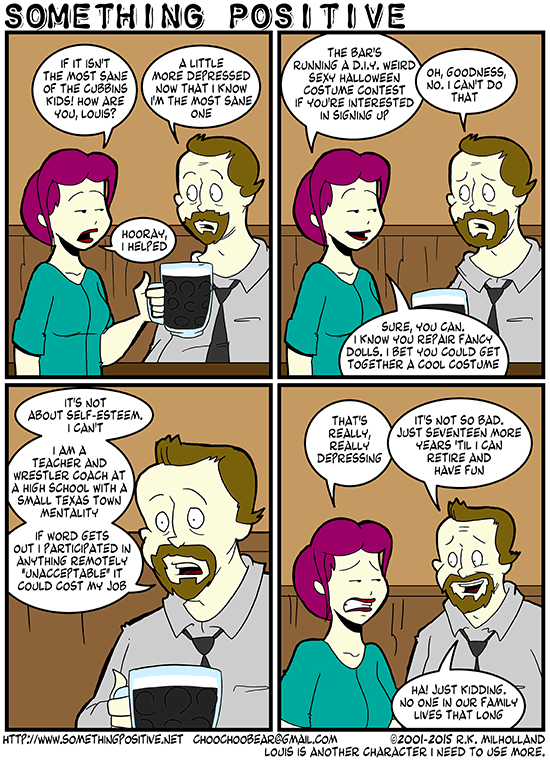 SOMETHING POSITIVE
IF IT ISN'T
THE MOST SANE
OF THE CUBBINS
KIDS! HOW ARE
YOU, LOUIS?
A LITTLE
MORE DEPRESSED
NOW THAT I KNOW
I'M THE MOST SANE
ONE
HOORAY,
I HELPED
THE BAR'S
RUNNING A D.I.Y. WEIRD
SEXY HALLOWEEN
COSTUME CONTEST
IF YOU'RE INTERESTED
IN SIGNING UP
OH, GOODNESS,
NO. I CAN'T DO
THAT
SURE, YOU CAN.
I KNOW YOU REPAIR FANCY
DOLLS. I BET YOU COULD GET
TOGETHER A COOL COSTUME
IT'S NOT
ABOUT SELF-ESTEEM.
I CAN'T
I AM A
TEACHER AND
WRESTLER COACH AT
A HIGH SCHOOL WITH A
SMALL TEXAS TOWN
MENTALITY
IF WORD GETS
OUT I PARTICIPATED IN
ANYTHING REMOTELY
"UNACCEPTABLE" IT
COULD COST MY JOB
THAT'S
REALLY,
REALLY
DEPRESSING
IT'S NOT SO BAD.
JUST SEVENTEEN MORE
YEARS 'TIL I CAN
RETIRE AND
HAVE FUN
HA! JUST KIDDING.
NO ONE IN OUR FAMILY
LIVES THAT LONG
HTTP://WWW.SOMETHINGPOSITIVE.NET CHOOCHOOBEAR@GMAIL.COM ©2001-2015 R.K. MILHOLLAND
LOUIS IS ANOTHER CHARACTER I NEED TO USE MORE.